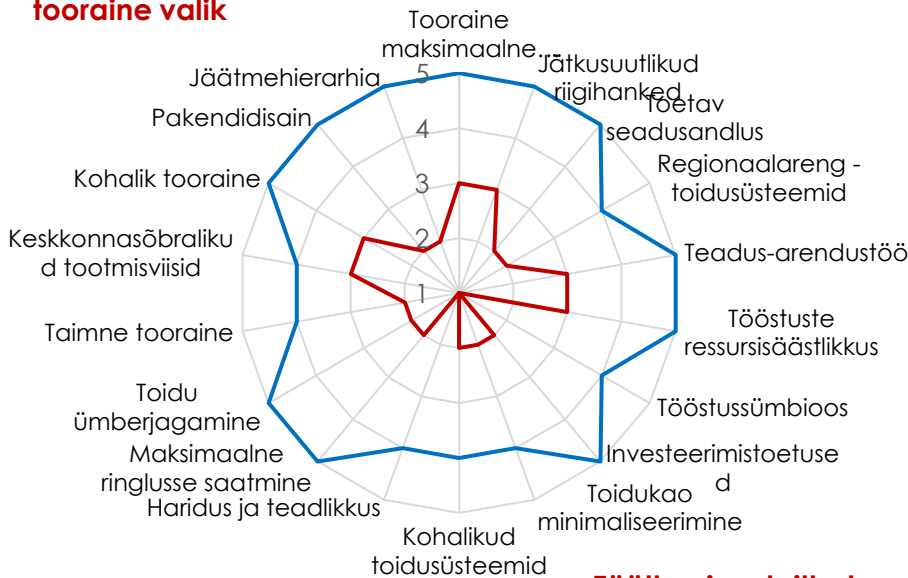 tooraine valik
Tooraine
maksimaalne...
Jätkusuutlikud
riigihanked
Toetav
seadusandlus
Regionaalareng -
toidusüsteemid
Teadus-arendustöö
Tööstuste
ressursisäästlikkus
Tööstussümbioos
Investeerimistoetuse
d
Toidukao
minimaliseerimine
Kohalikud
toidusüsteemid
Haridus ja teadlikkus
Maksimaalne
ringlusse saatmine
Toidu
ümberjagamine
Taimne tooraine
Keskkonnasõbraliku
d tootmisviisid
Kohalik tooraine
Pakendidisain
Jäätmehierarhia
5
4
3
2
1